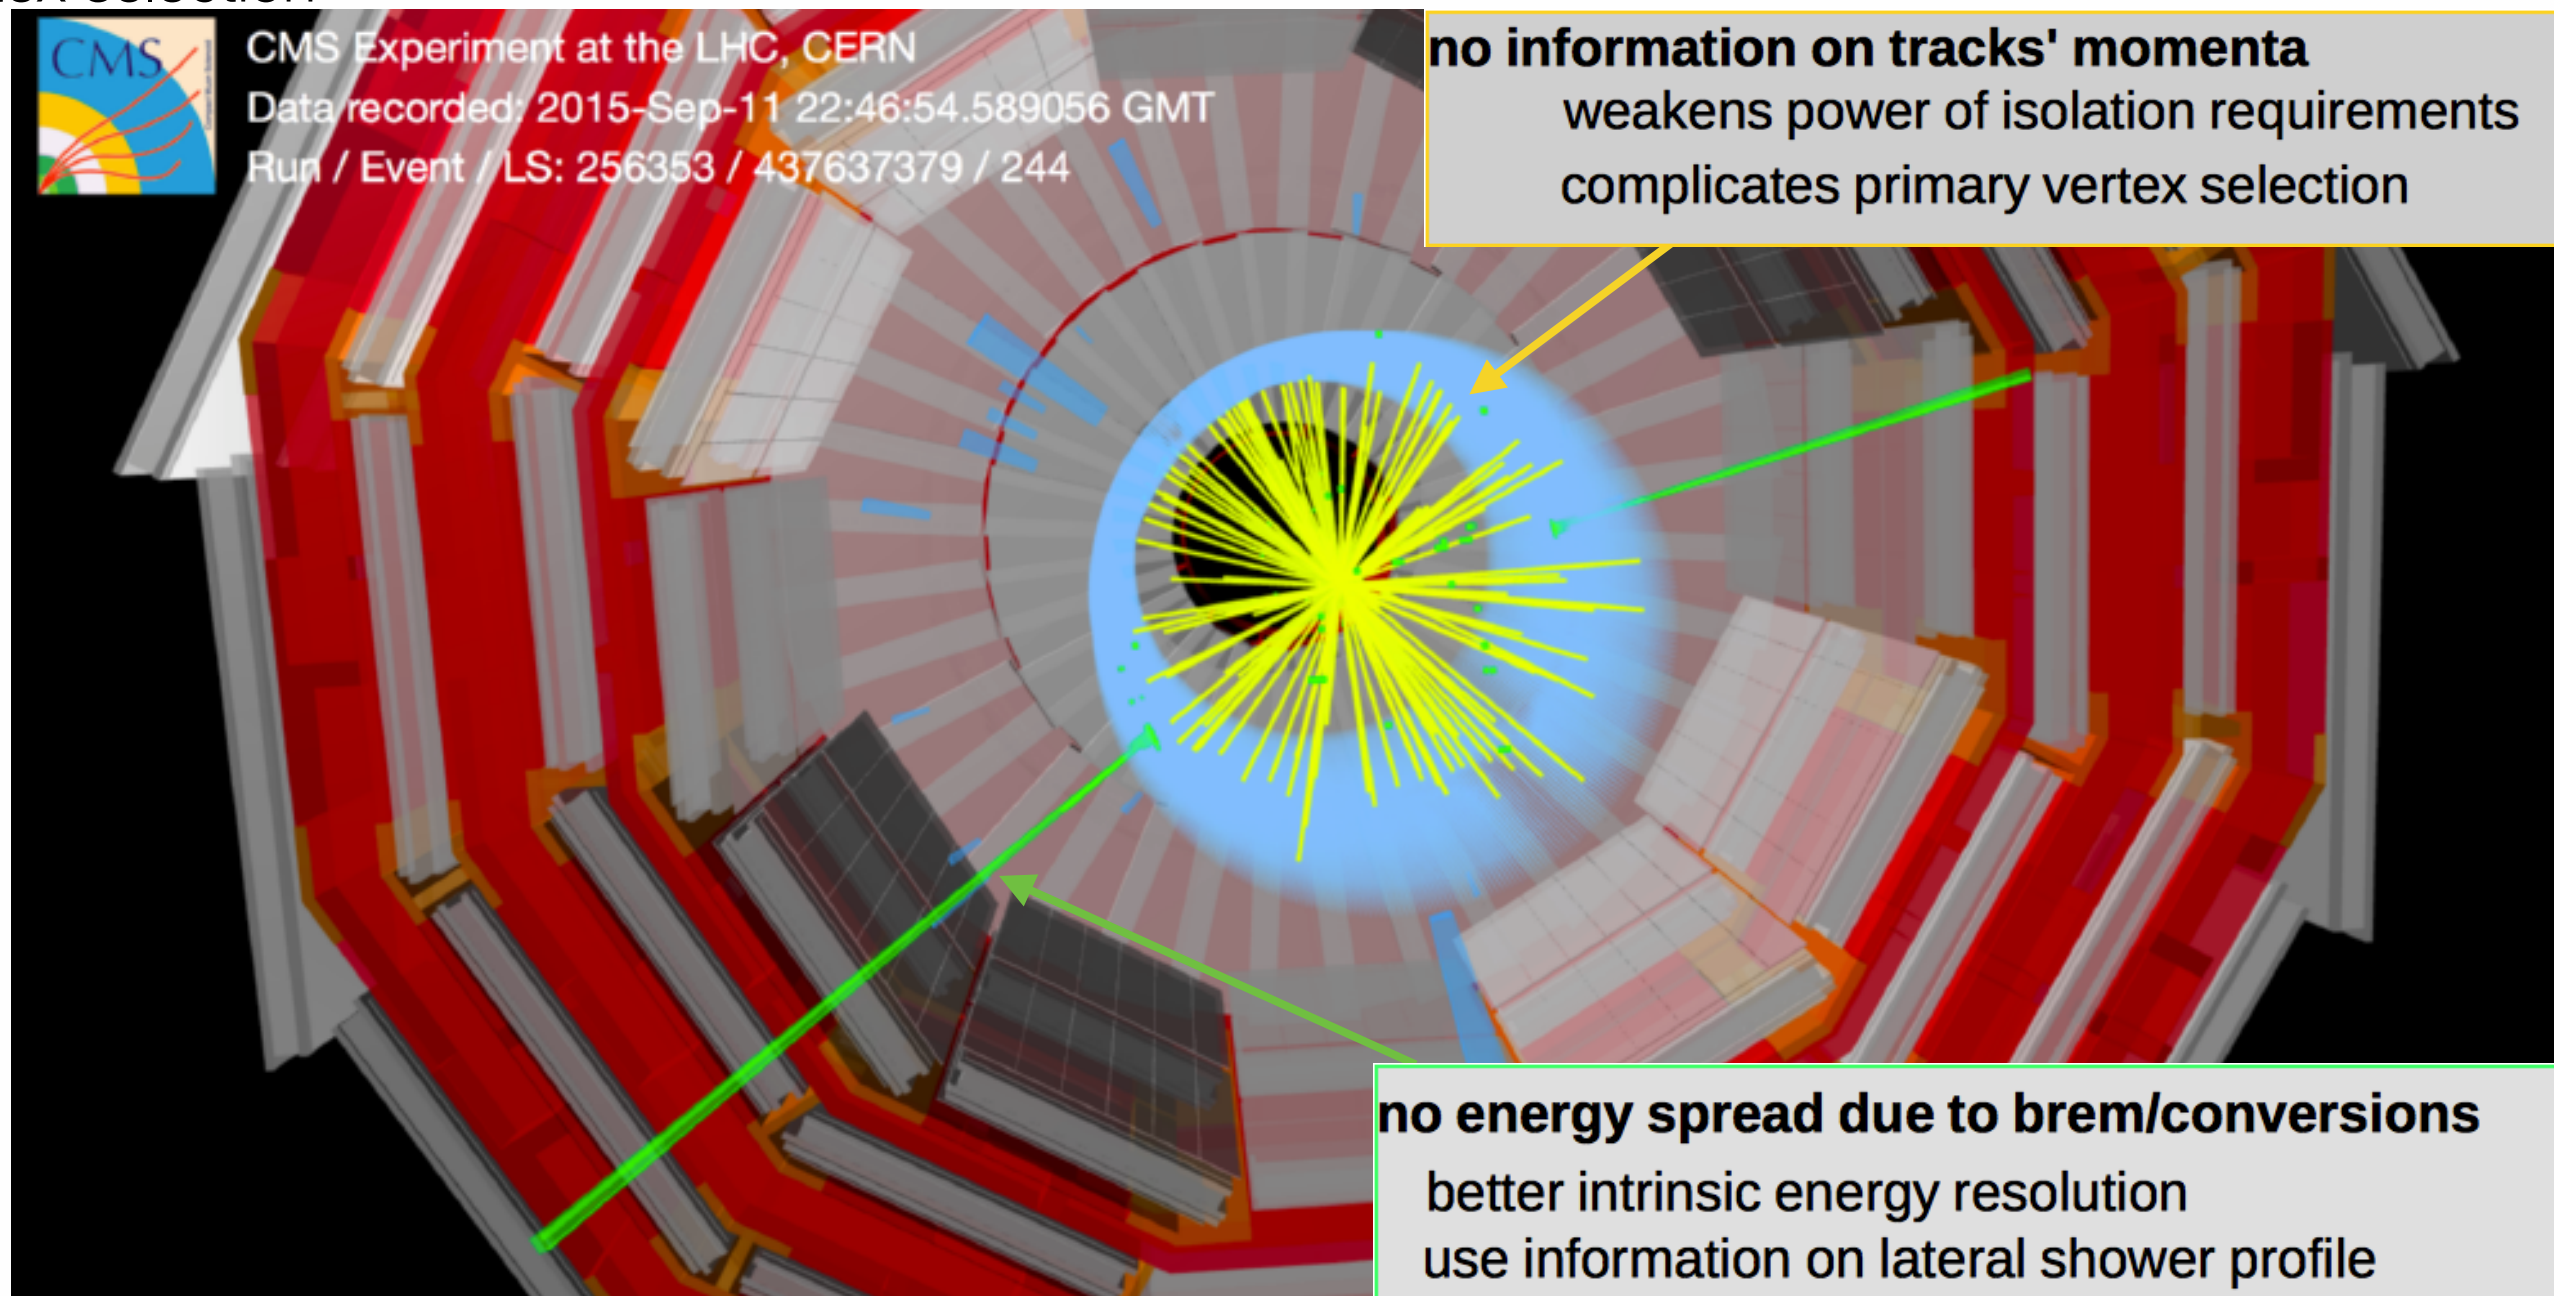 CMS
CMS Experiment at the LHC, CERN
Data recorded: 2015-Sep-11 22:46:54.589056 GMT
Run / Event / LS: 256353 / 437637379 / 244
no information on tracks' momenta
weakens power of isolation requirements
complicates primary vertex selection
no energy spread due to brem/conversions
better intrinsic energy resolution
use information on lateral shower profile